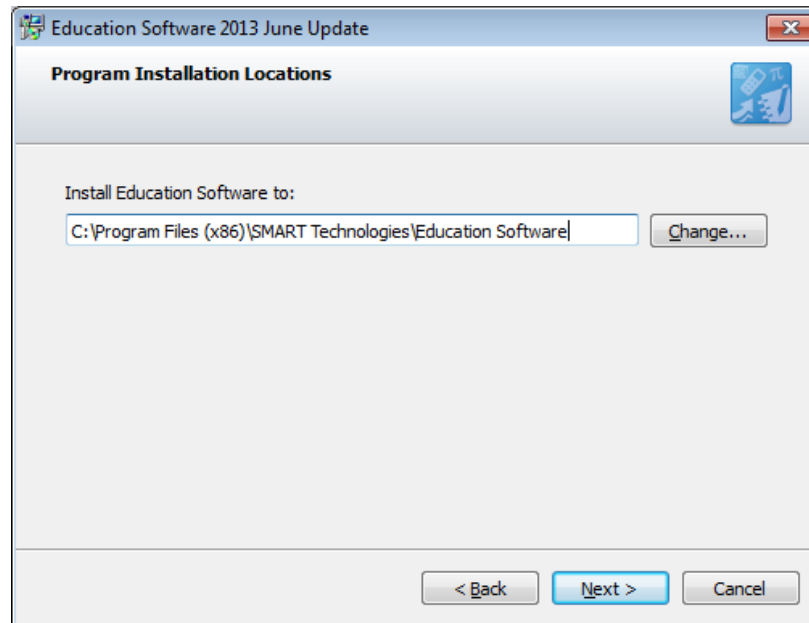 Education Software 2013 June Update
Program Installation Locations
Install Education Software to:
C:\Program Files (x86)\SMART Technologies\Education Software
Change...
< Back
Next >
Cancel